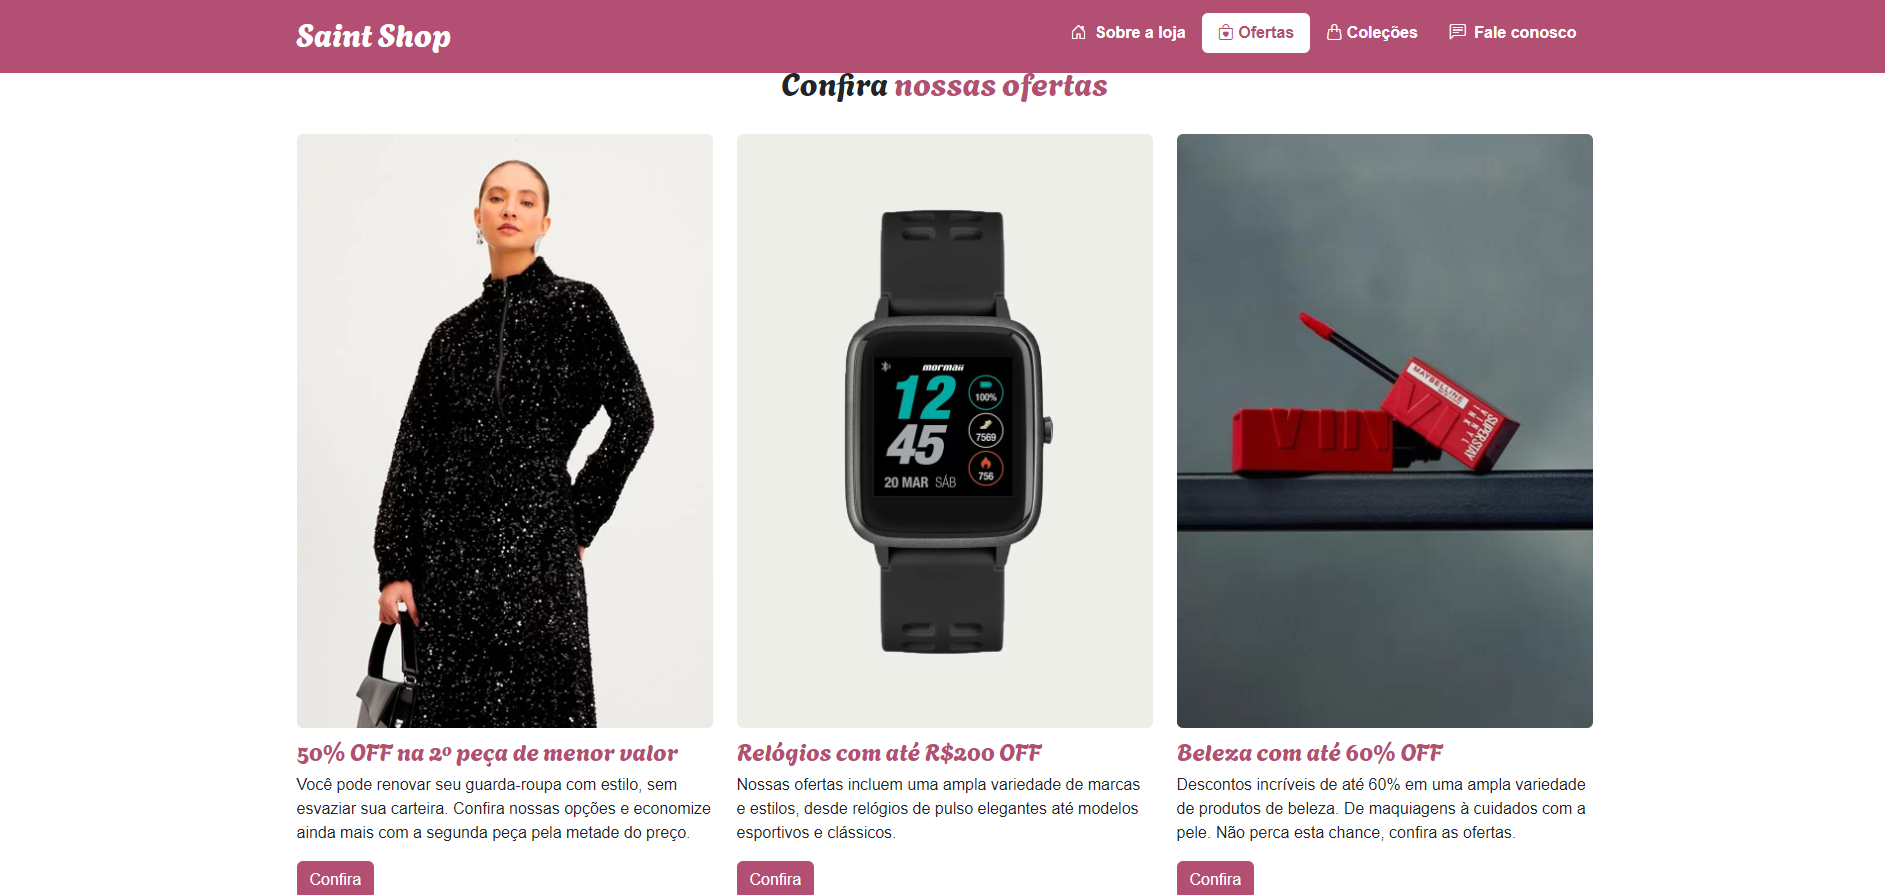 Saint Shop
Sobre a loja
Ofertas
Coleções
Fale conosco
Confira nossas ofertas
mormaii
12
45
100%
7569
756
20 MAR SÁB
MAYBELLINE
VIN
VI
SUPERSTAY
VINYL
INK
50% OFF na 2º peça de menor valor
Você pode renovar seu guarda-roupa com estilo, sem
esvaziar sua carteira. Confira nossas opções e economize
ainda mais com a segunda peça pela metade do preço.
Confira
Relógios com até R$200 OFF
Nossas ofertas incluem uma ampla variedade de marcas
e estilos, desde relógios de pulso elegantes até modelos
esportivos e clássicos.
Confira
Beleza com até 60% OFF
Descontos incríveis de até 60% em uma ampla variedade
de produtos de beleza. De maquiagens à cuidados com a
pele. Não perca esta chance, confira as ofertas.
Confira